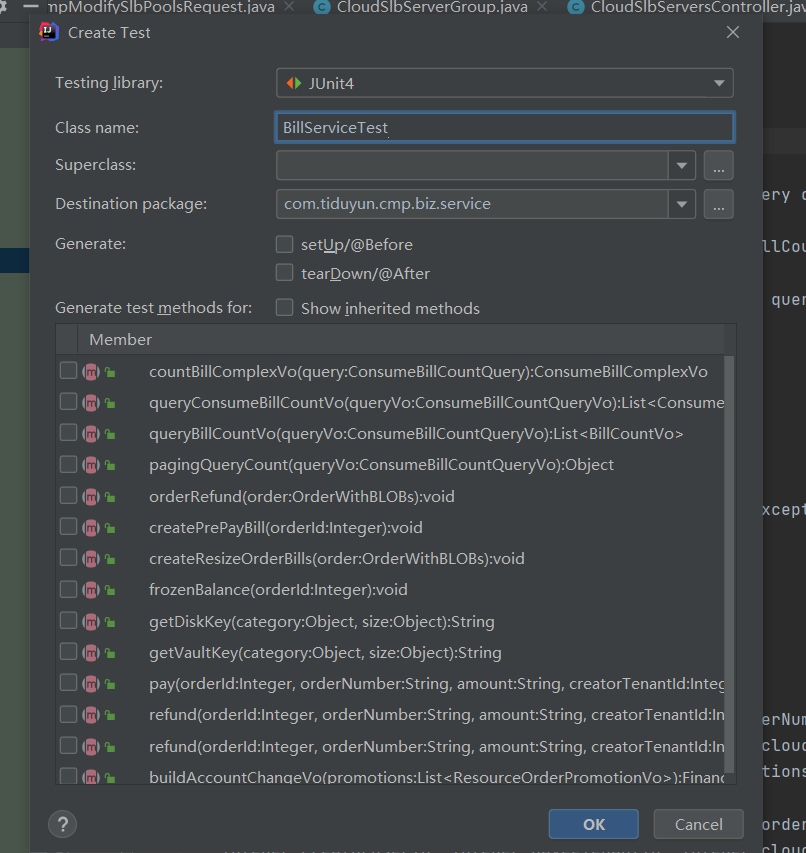 mpModifySlbPoolsRequest.java
CloudSlbServerGroup.java
CloudSlbServersController.jav
Create Test
Testing library:
JUnit4
Class name:
BillServiceTest
Superclass:
...
Destination package:
com.tiduyun.cmp.biz.service
...
Generate:
setUp/@Before
tearDown/@After
Generate test methods for:
Show inherited methods
Member
countBillComplexVo(query:ConsumeBillCountQuery):ConsumeBillComplexVo
queryConsumeBillCountVo(queryVo:ConsumeBillCountQueryVo):List<Consume
queryBillCountVo(queryVo:ConsumeBillCountQueryVo):List<BillCountVo>
pagingQueryCount(queryVo:ConsumeBillCountQueryVo):Object
orderRefund(order:OrderWithBLOBs):void
createPrePayBill(orderId:Integer):void
createResizeOrderBills(order:OrderWithBLOBs):void
frozenBalance(orderId:Integer):void
getDiskKey(category:Object, size:Object):String
getVaultKey(category:Object, size:Object):String
pay(orderId:Integer, orderNumber:String, amount:String, creatorTenantId:Integ
refund(orderId:Integer, orderNumber:String, amount:String, creatorTenantId:In
refund(orderId:Integer, orderNumber:String, amount:String, creatorTenantId:In
buildAccountChangeVo(promotions:List<ResourceOrderPromotionVo>):Financ
?
OK
Cancel
ery
llCou
quer
xcept
erNum
cloud
tions
order
cloud